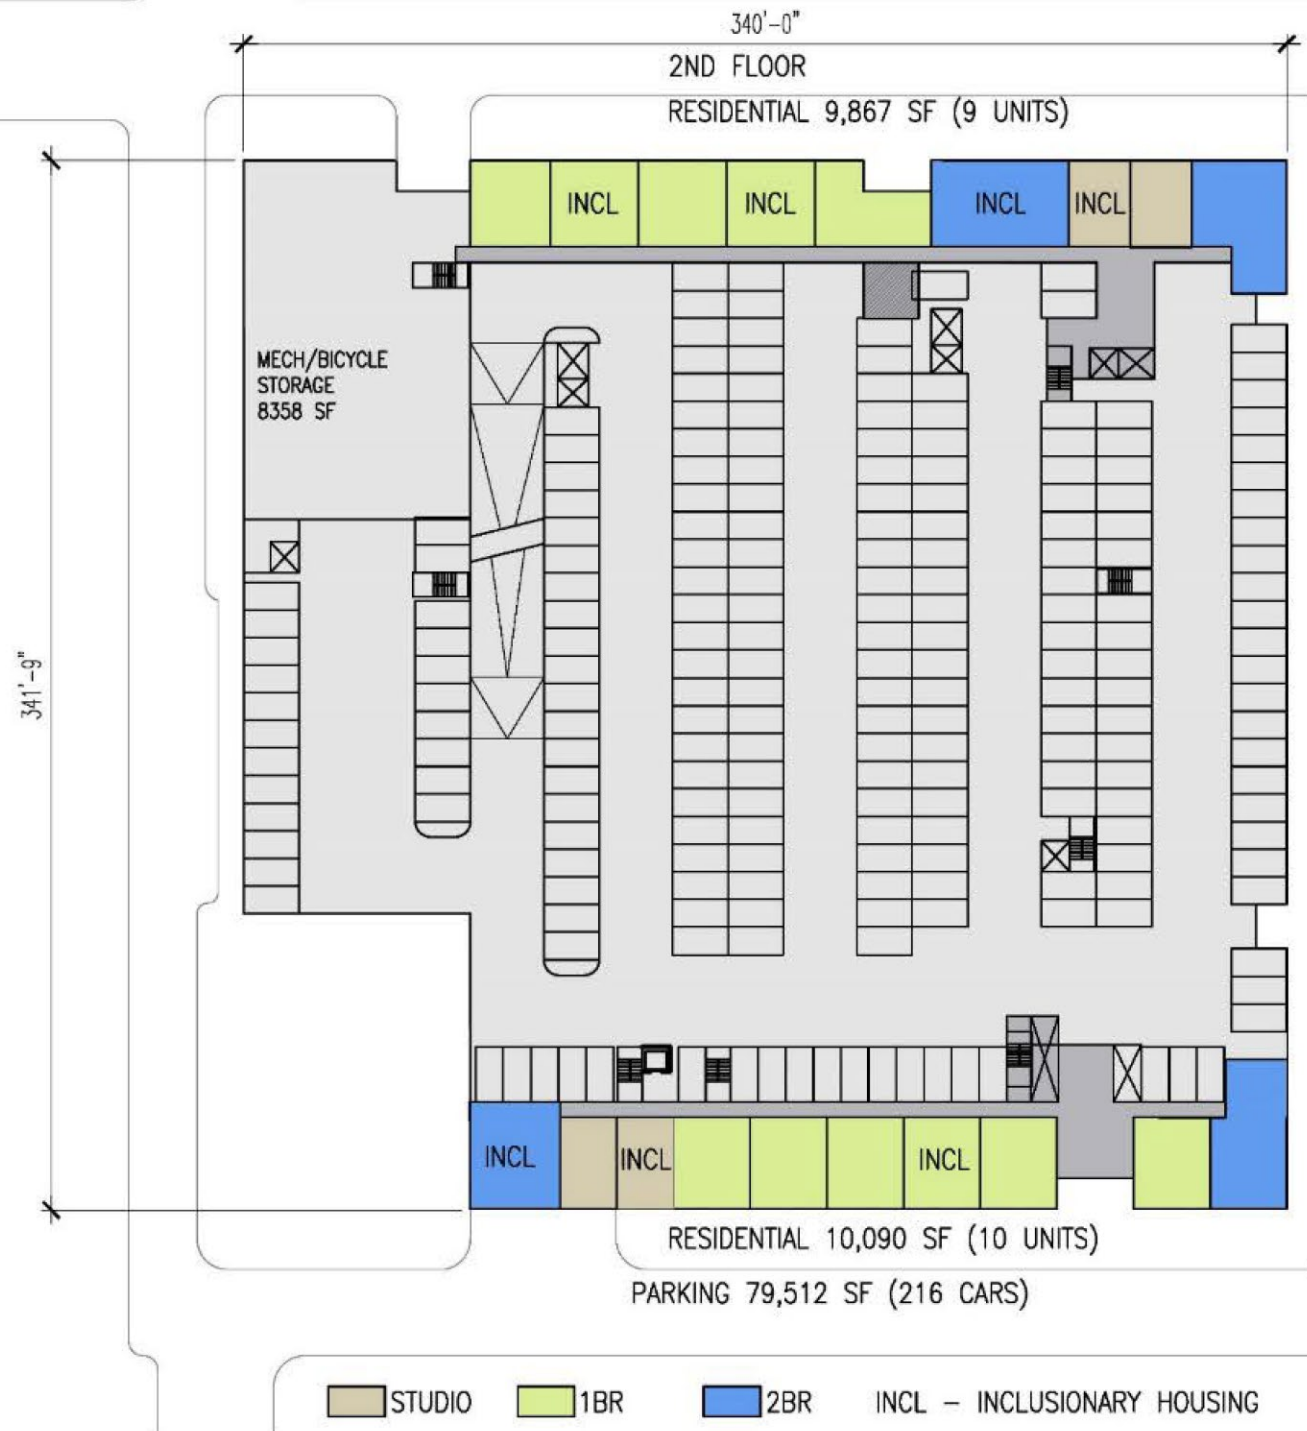 340'-0"
2ND FLOOR
RESIDENTIAL 9,867 SF (9 UNITS)
INCL
INCL
INCL
INCL
MECH/BICYCLE
STORAGE
8358 SF
341'-9"
INCL
INCL
INCL
RESIDENTIAL 10,090 SF (10 UNITS)
PARKING 79,512 SF (216 CARS)
STUDIO
1BR
2BR
INCL - INCLUSIONARY HOUSING